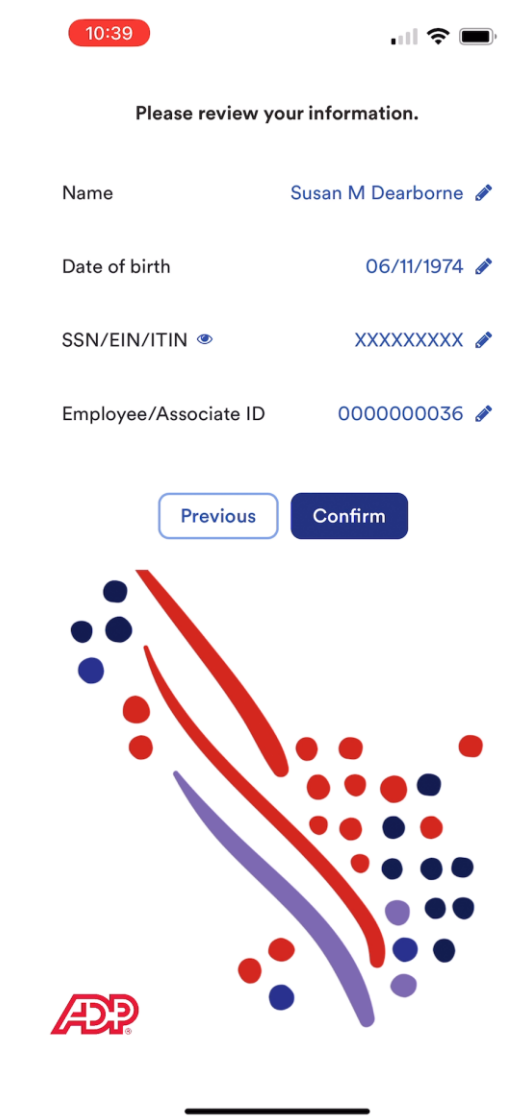 10:39
Please review your information.
Name Susan M Dearborne
Date of birth 06/11/1974
SSN/EIN/ITIN XXXXXXXXX
Employee/Associate ID 0000000036
Previous Confirm
ADP